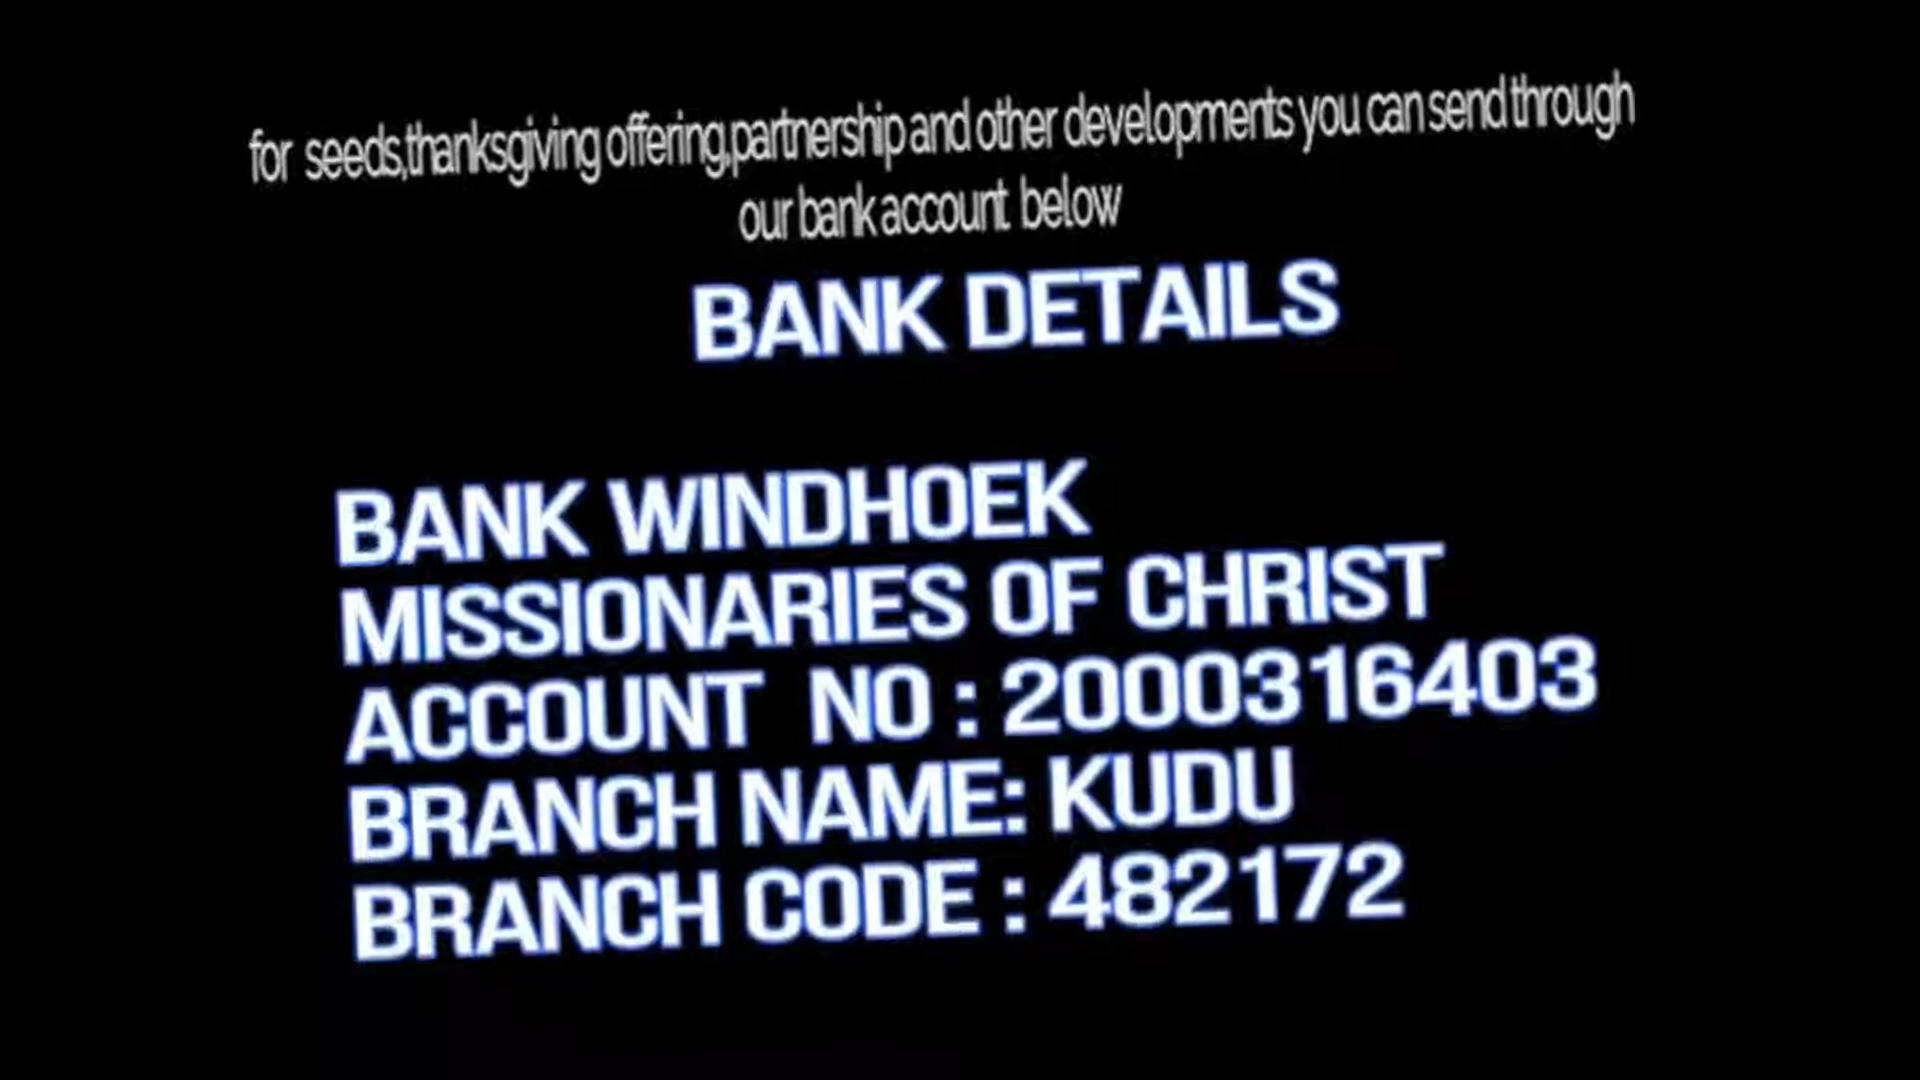 for seeds,thanksgiving offering,partnership and other developments you can send through
our bank account below
BANK DETAILS
BANK WINDHOEK
MISSIONARIES OF CHRIST
ACCOUNT NO : 2000316403
BRANCH NAME: KUDU
BRANCH CODE : 482172